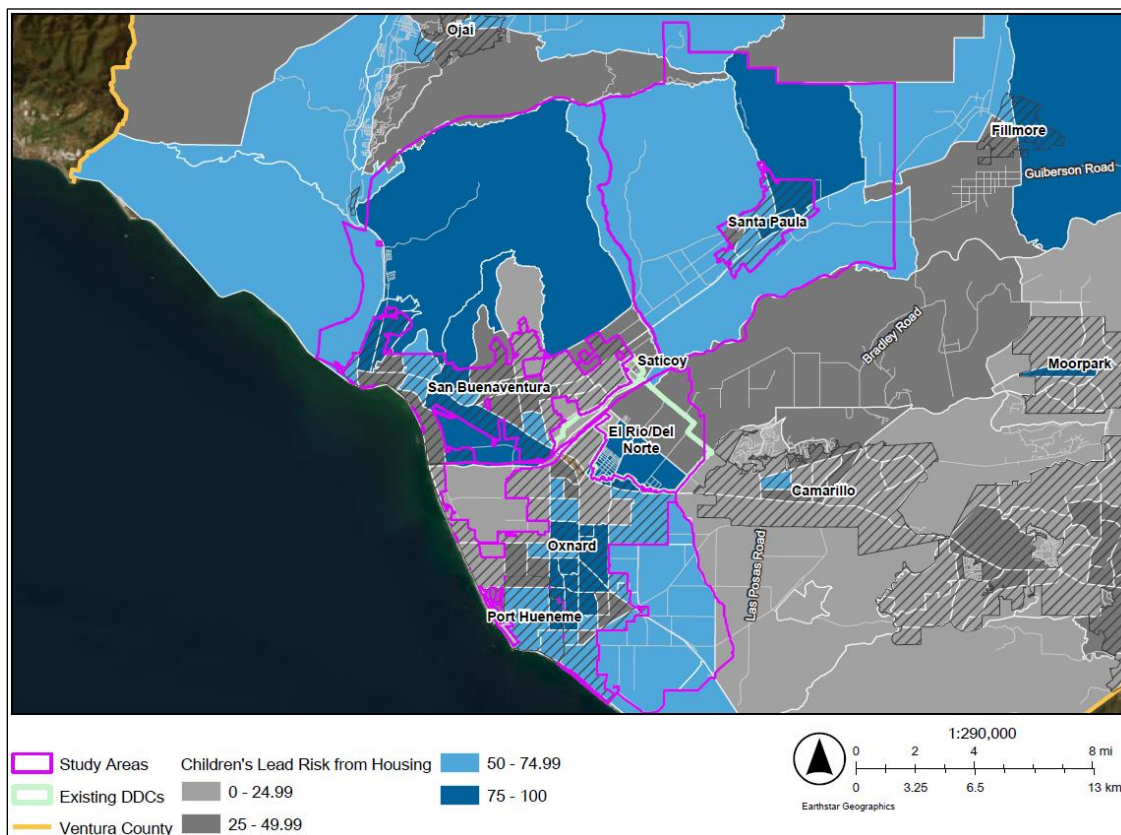 Ojai
Fillmore
Guiberson Road
Santa Paula
Bradley Road
Saticoy
Moorpark
San Buenaventura
El Rio/Del
Norte
Camarillo
Oxnard
Las Posas Road
Port Hueneme
Study Areas
Existing DDCs
Ventura County
Children's Lead Risk from Housing
0 - 24.99
25 - 49.99
50 - 74.99
75 - 100
1:290,000
0 2 4 8 mi
0 3.25 6.5 13 km
Earthstar Geographics